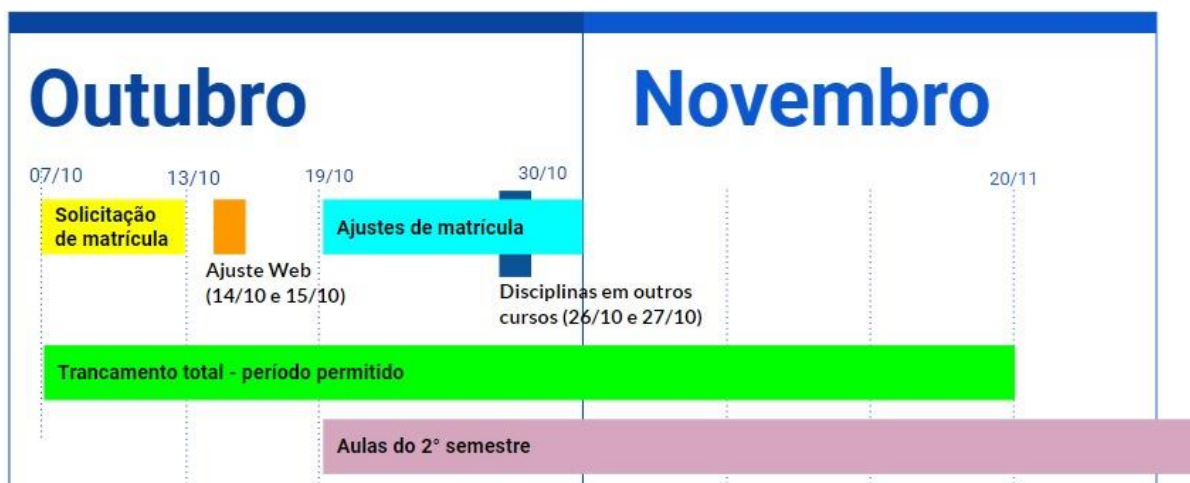 Outubro
Novembro
07/10
13/10
19/10
30/10
20/11
Solicitação
de matrícula
Ajustes de matrícula
Ajuste Web
(14/10 e 15/10)
Disciplinas em outros
cursos (26/10 e 27/10)
Trancamento total - período permitido
Aulas do 2° semestre